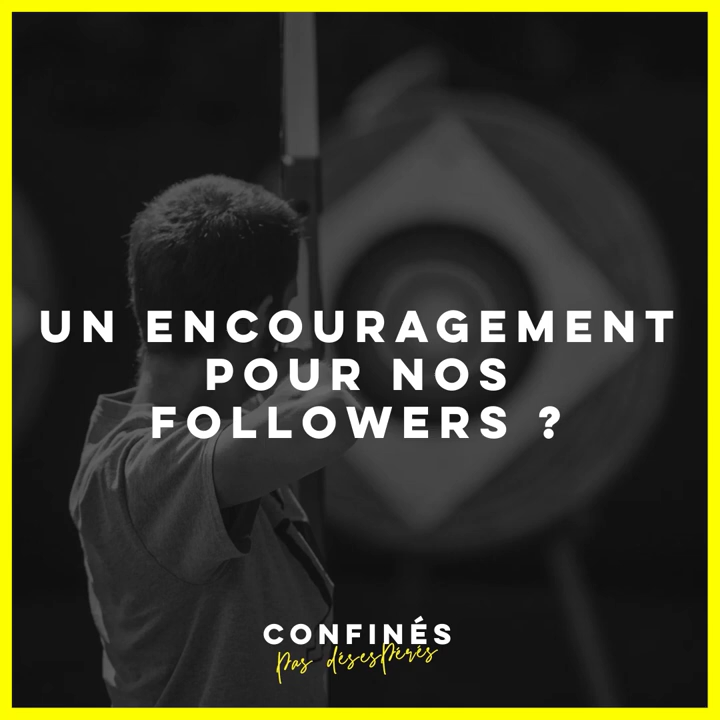 UN ENCOURAGEMENT
POUR NOS
FOLLOWERS ?
CONFINÉS
Pas désespérés